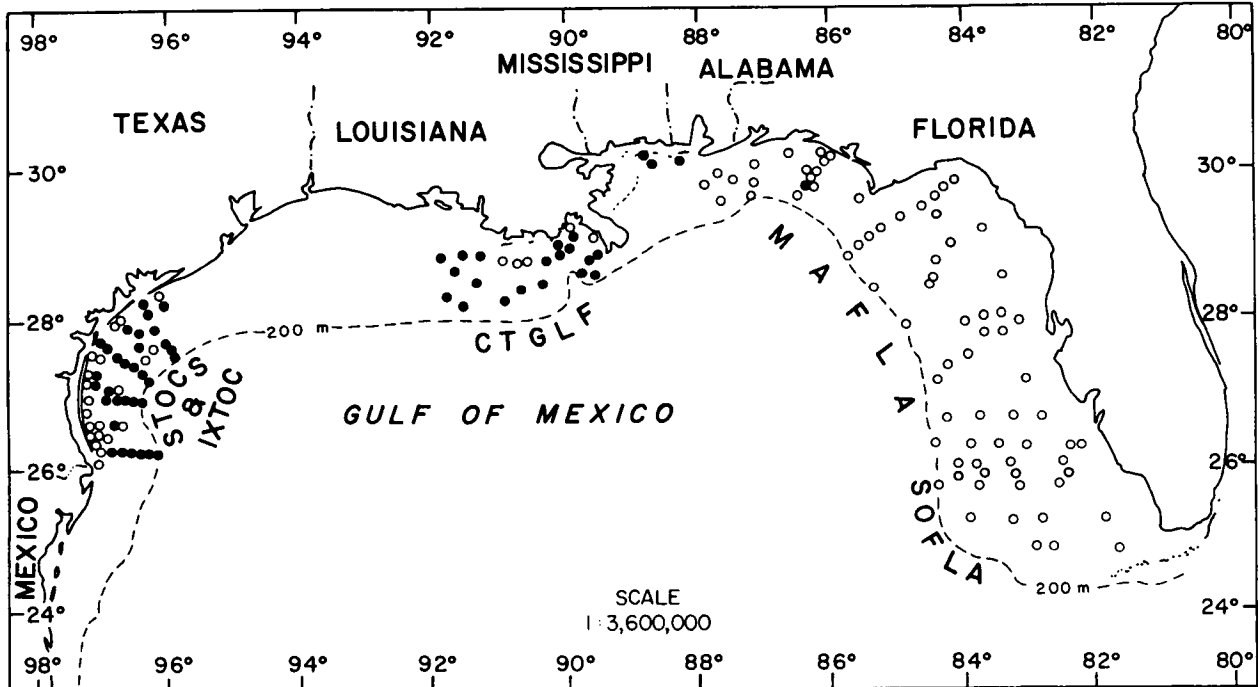 98° 96° 94° 92° 90° 88° 86° 84° 82° 80°
MISSISSIPPI ALABAMA
TEXAS LOUISIANA FLORIDA
30° 30°
MAFLA
28° 200 m 28°
CTGLF
STOCS
&
IXTOC
GULF OF MEXICO
26° 26°
SOFLA
MEXICO
200 m
SCALE
24° 24°
1:3,600,000
98° 96° 94° 92° 90° 88° 86° 84° 82° 80°